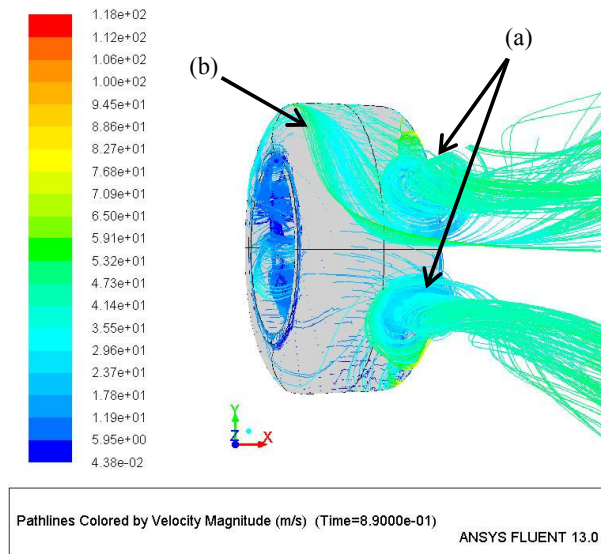 1.18e+02
1.12e+02
1.06e+02
1.00e+02
9.45e+01
8.86e+01
8.27e+01
7.68e+01
7.09e+01
6.50e+01
5.91e+01
5.32e+01
4.73e+01
4.14e+01
3.55e+01
2.96e+01
2.37e+01
1.78e+01
1.19e+01
5.95e+00
4.38e-02
(a)
(b)
Y
Z
X
Pathlines Colored by Velocity Magnitude (m/s) (Time=8.9000e-01)
ANSYS FLUENT 13.0